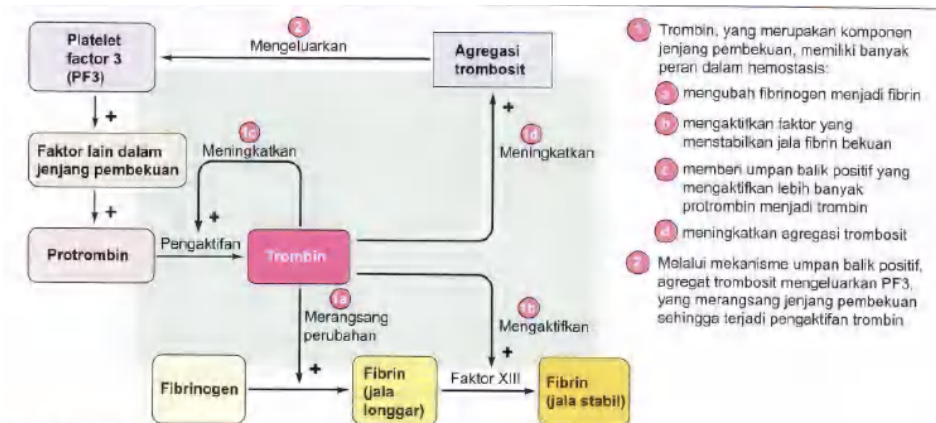 2
Mengeluarkan
Platelet
factor 3
(PF3)
Agregasi
trombosit
+
+
1c
Meningkatkan
1d
Meningkatkan
Faktor lain dalam
jenjang pembekuan
+
+
Protrombin
Pengaktifan
Trombin
1a
Merangsang
perubahan
1b
Mengaktifkan
+
+
Fibrinogen
Fibrin
(jala
longgar)
Faktor XIII
Fibrin
(jala stabil)
1 Trombin, yang merupakan komponen
jenjang pembekuan, memiliki banyak
peran dalam hemostasis:
a mengubah fibrinogen menjadi fibrin
b mengaktifkan faktor yang
menstabilkan jala fibrin bekuan
c memberi umpan balik positif yang
mengaktifkan lebih banyak
protrombin menjadi trombin
d meningkatkan agregasi trombosit
2 Melalui mekanisme umpan balik positif,
agregat trombosit mengeluarkan PF3,
yang merangsang jenjang pembekuan
sehingga terjadi pengaktifan trombin